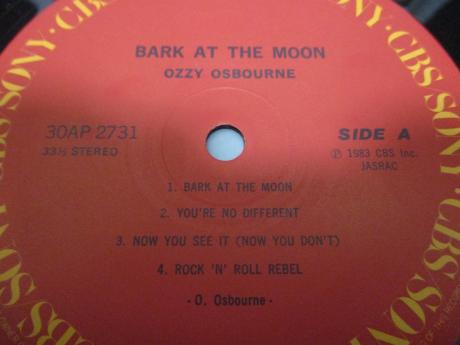 BARK AT THE MOON
OZZY OSBOURNE
30AP 2731
33⅓ STEREO
SIDE A
Ⓟ 1983 CBS Inc.
JASRAC
1. BARK AT THE MOON
2. YOU'RE NO DIFFERENT
3. NOW YOU SEE IT (NOW YOU DON'T)
4. ROCK 'N' ROLL REBEL
- O. Osbourne -
CBS/SONY CBS/SONY CBS/SONY